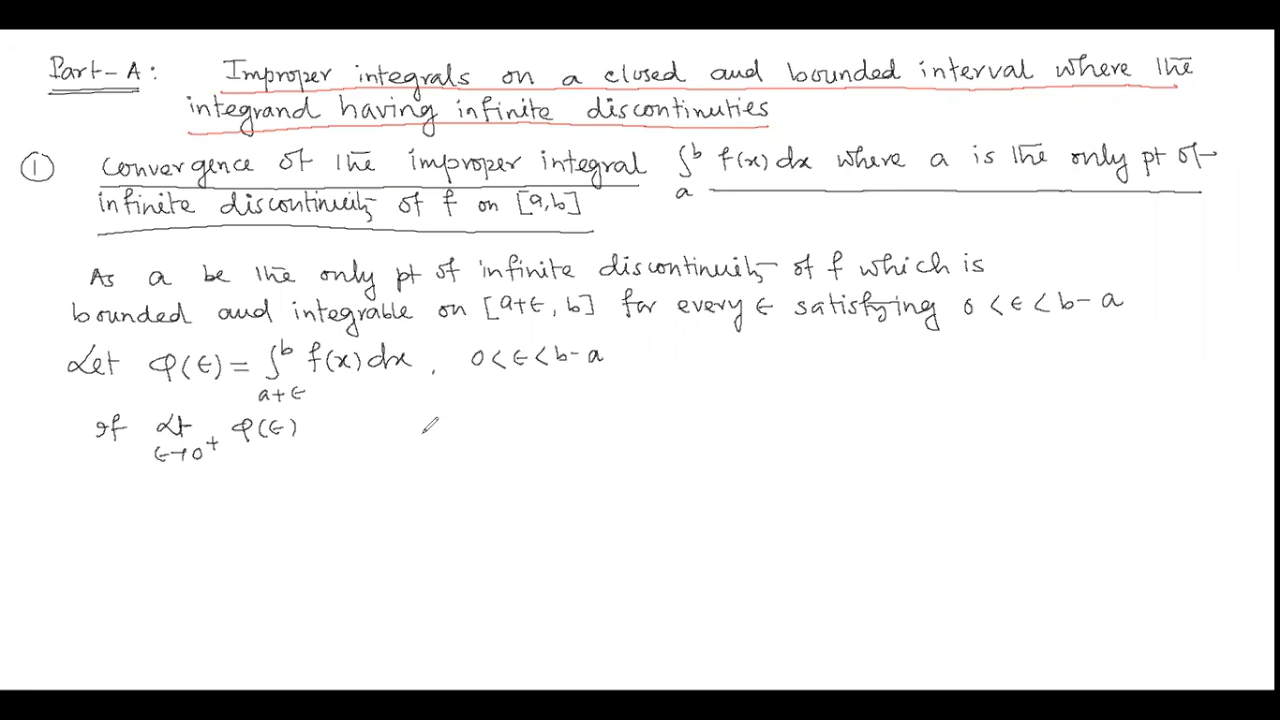 Part-A: Improper integrals on a closed and bounded interval where the
integrand having infinite discontinuties
① Convergence of the improper integral ∫_a^b f(x) dx where a is the only pt of
infinite discontinuity of f on [a,b]
As a be the only pt of infinite discontinuity of f which is
bounded and integrable on [a+ϵ, b] for every ϵ satisfying 0 < ϵ < b-a
Let φ(ϵ) = ∫_{a+ϵ}^b f(x) dx, 0 < ϵ < b-a
If Lt_{ϵ→0+} φ(ϵ)